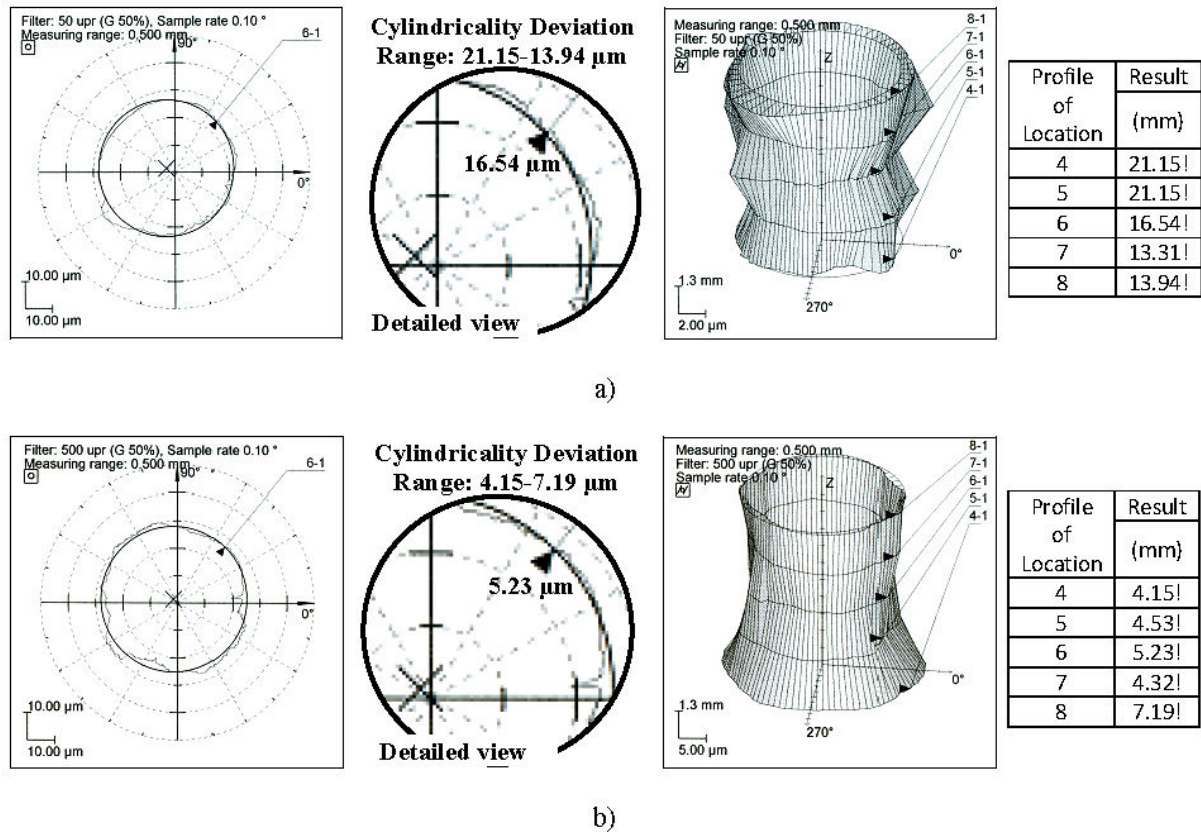 Filter: 50 upr (G 50%), Sample rate 0.10 °
Measuring range: 0.500 mm
90°
6-1
0°
10.00 µm
10.00 µm
Cylindricality Deviation
Range: 21.15-13.94 µm
16.54 µm
Detailed view
Measuring range: 0.500 mm
Filter: 50 upr (G 50%)
Sample rate 0.10 °
Z
8-1
7-1
6-1
5-1
4-1
0°
270°
1.3 mm
2.00 µm
Profile of Location Result (mm)
4 21.15!
5 21.15!
6 16.54!
7 13.31!
8 13.94!
a)
Filter: 500 upr (G 50%), Sample rate 0.10 °
Measuring range: 0.500 mm
90°
6-1
0°
10.00 µm
10.00 µm
Cylindricality Deviation
Range: 4.15-7.19 µm
5.23 µm
Detailed view
Measuring range: 0.500 mm
Filter: 500 upr (G 50%)
Sample rate 0.10 °
Z
8-1
7-1
6-1
5-1
4-1
0°
270°
1.3 mm
5.00 µm
Profile of Location Result (mm)
4 4.15!
5 4.53!
6 5.23!
7 4.32!
8 7.19!
b)